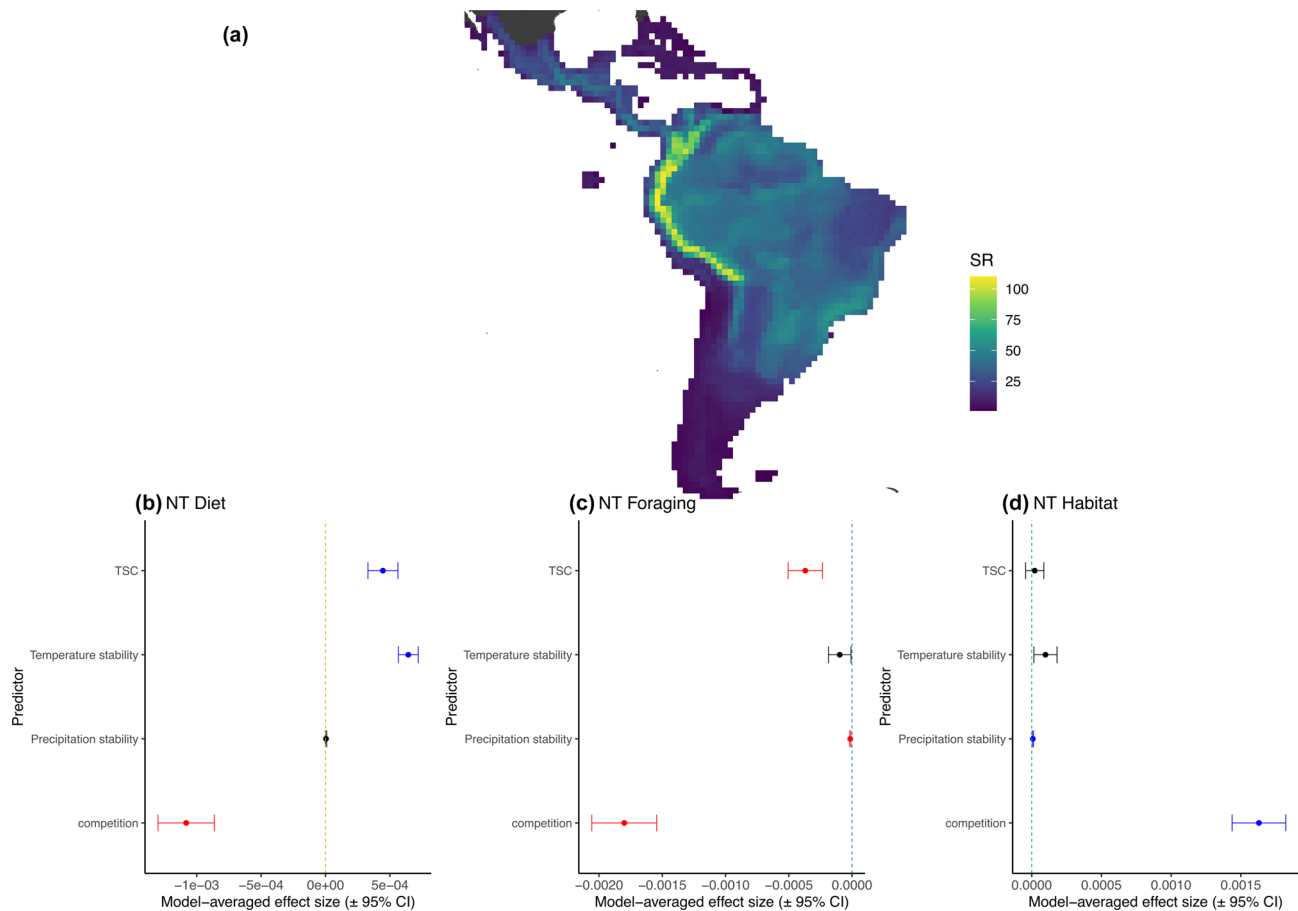 (a)
SR
100
75
50
25
(b) NT Diet
Predictor
TSC
Temperature stability
Precipitation stability
competition
−1e−03 −5e−04 0e+00 5e−04
Model−averaged effect size (± 95% CI)
(c) NT Foraging
Predictor
TSC
Temperature stability
Precipitation stability
competition
−0.0020 −0.0015 −0.0010 −0.0005 0.0000
Model−averaged effect size (± 95% CI)
(d) NT Habitat
Predictor
TSC
Temperature stability
Precipitation stability
competition
0.0000 0.0005 0.0010 0.0015
Model−averaged effect size (± 95% CI)